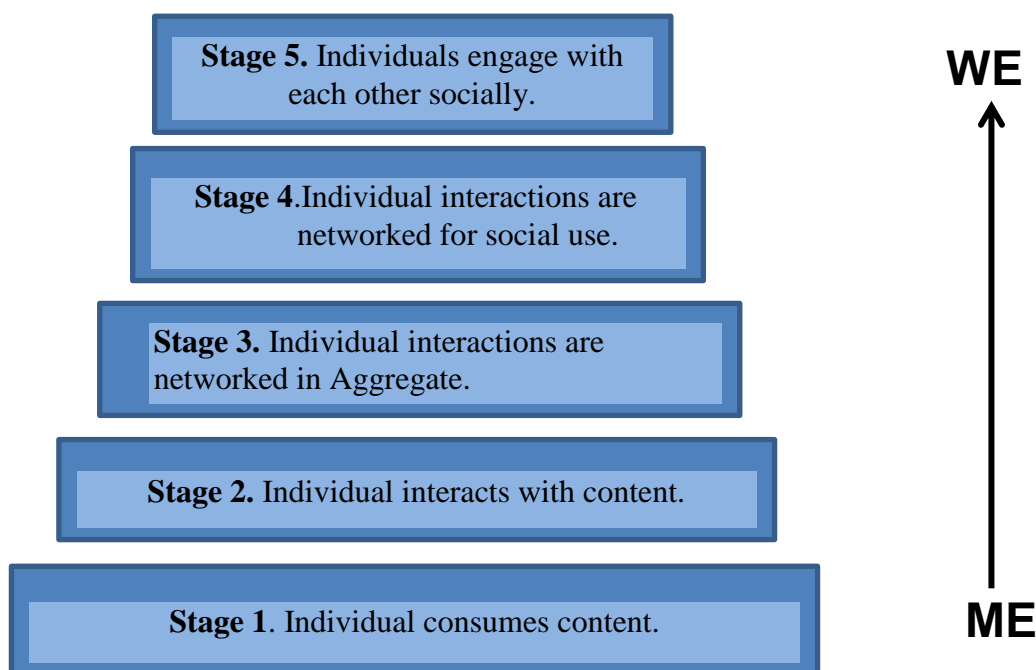 Stage 5. Individuals engage with
each other socially.
WE
Stage 4.Individual interactions are
networked for social use.
Stage 3. Individual interactions are
networked in Aggregate.
Stage 2. Individual interacts with content.
Stage 1. Individual consumes content.
ME